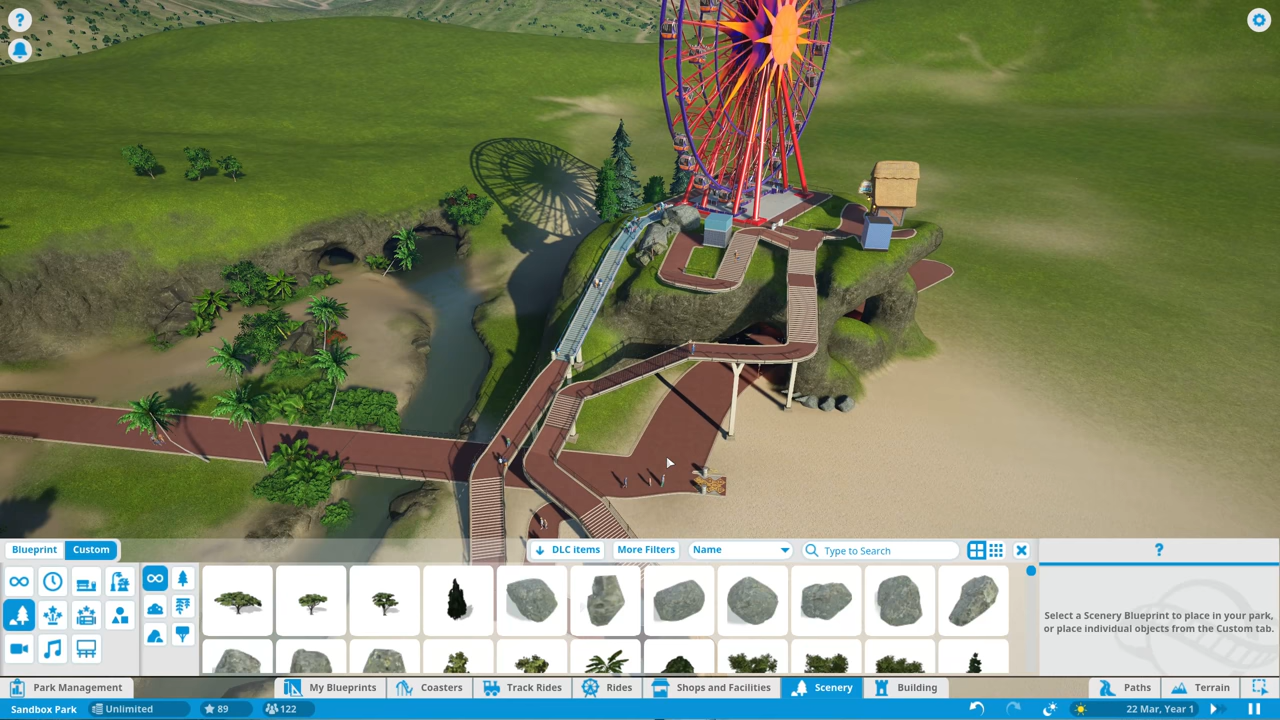 Blueprint
Custom
DLC items
More Filters
Name
Type to Search
?
?
Select a Scenery Blueprint to place in your park,
or place individual objects from the Custom tab.
Park Management
My Blueprints
Coasters
Track Rides
Rides
Shops and Facilities
Scenery
Building
Paths
Terrain
Sandbox Park
Unlimited
89
122
22 Mar, Year 1